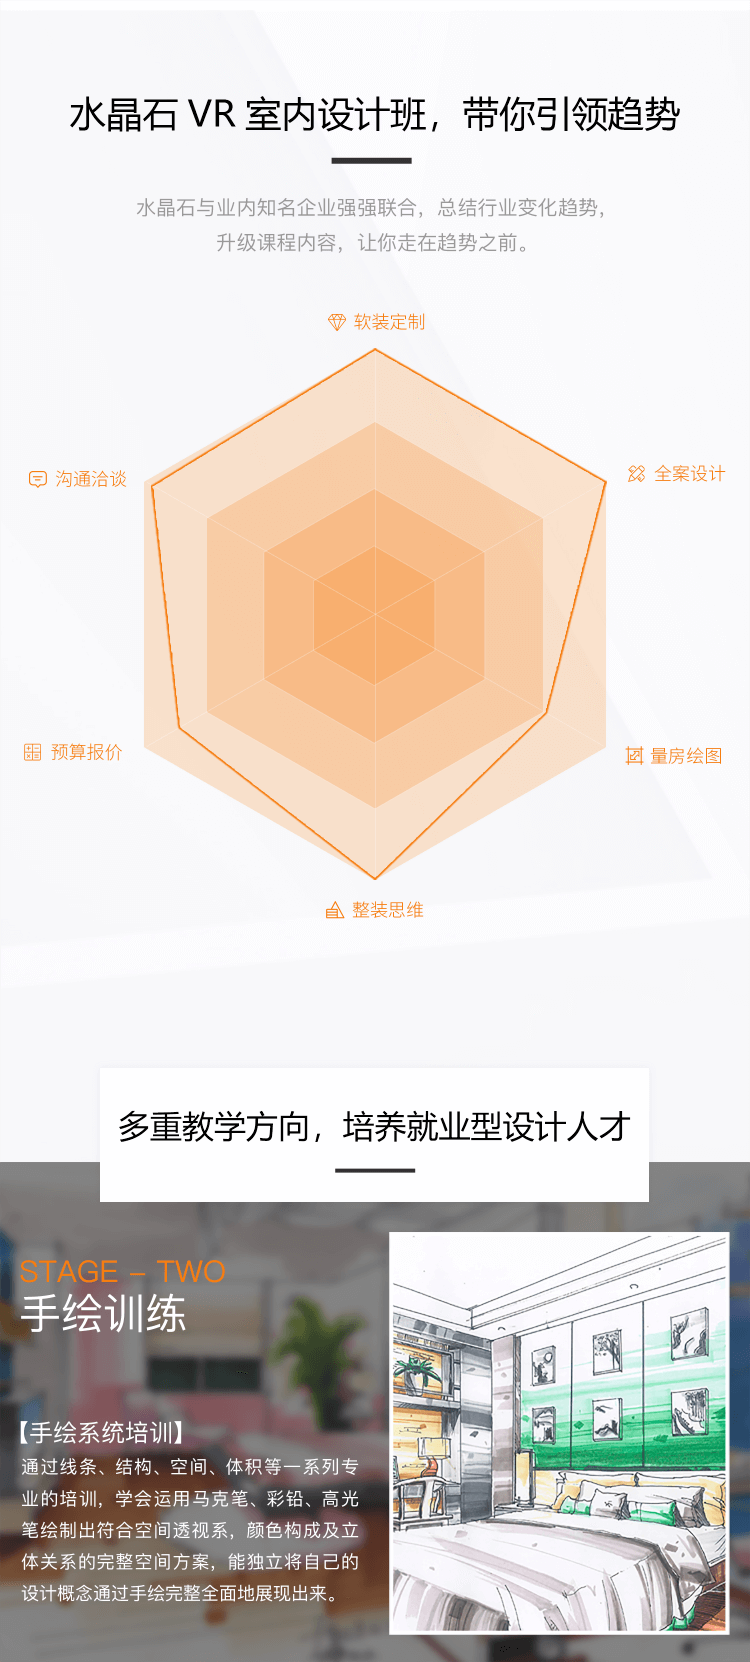 水晶石 VR 室内设计班，带你引领趋势
水晶石与业内知名企业强强联合，总结行业变化趋势，
升级课程内容，让你走在趋势之前。
软装定制
沟通洽谈
全案设计
预算报价
量房绘图
整装思维
多重教学方向，培养就业型设计人才
STAGE – TWO
手绘训练
【手绘系统培训】
通过线条、结构、空间、体积等一系列专
业的培训，学会运用马克笔、彩铅、高光
笔绘制出符合空间透视系，颜色构成及立
体关系的完整空间方案，能独立将自己的
设计概念通过手绘完整全面地展现出来。